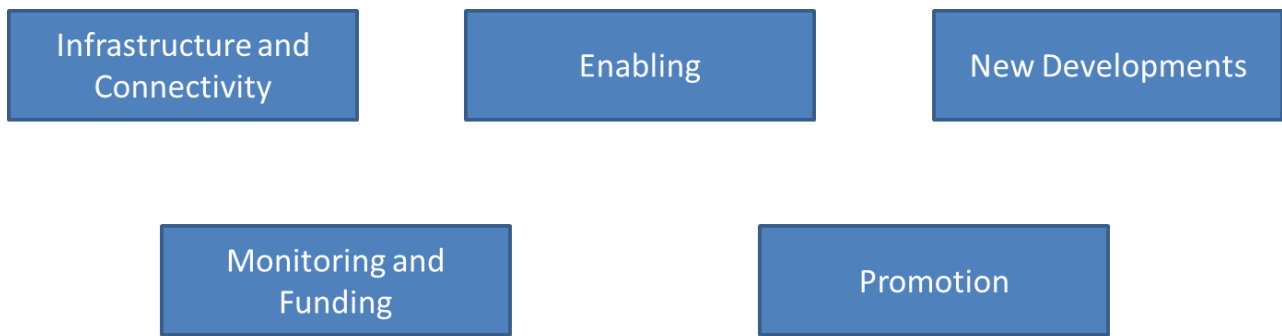 Infrastructure and
Connectivity
Enabling
New Developments
Monitoring and
Funding
Promotion